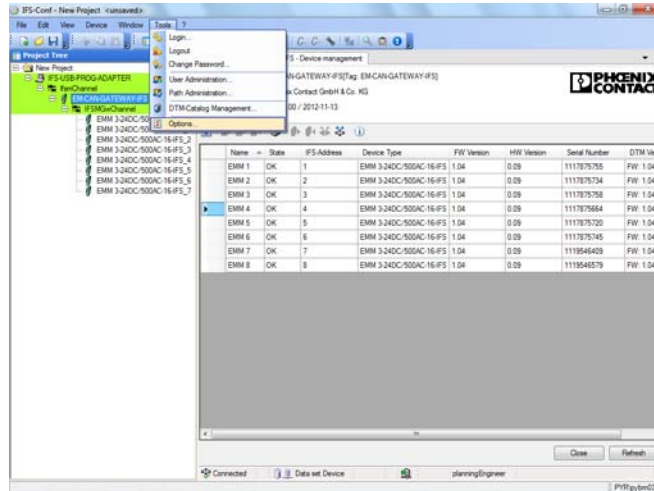 IFS-Conf - New Project <unsaved>
File Edit View Device Window Tools ?
Login...
Logout
Change Password...
User Administration...
Path Administration...
DTM-Catalog Management...
Options...
Project Tree
New Project
IFS-USB-PROG-ADAPTER
IfsnChannel
EM-CAN-GATEWAY-IFS
IFSMGwChannel
EMM 3-24DC/500AC-16-IFS_2
EMM 3-24DC/500AC-16-IFS_3
EMM 3-24DC/500AC-16-IFS_4
EMM 3-24DC/500AC-16-IFS_5
EMM 3-24DC/500AC-16-IFS_6
EMM 3-24DC/500AC-16-IFS_7
FS - Device management
AN-GATEWAY-IFS[Tag: EM-CAN-GATEWAY-IFS]
x Contact GmbH & Co. KG
00 / 2012-11-13
PHŒNIX
CONTACT
Name State IFS-Address Device Type FW Version HW Version Serial Number DTM Ve
EMM 1 OK 1 EMM 3-24DC/500AC-16-IFS 1.04 0.09 1117875755 FW: 1.04
EMM 2 OK 2 EMM 3-24DC/500AC-16-IFS 1.04 0.09 1117875734 FW: 1.04
EMM 3 OK 3 EMM 3-24DC/500AC-16-IFS 1.04 0.09 1117875758 FW: 1.04
EMM 4 OK 4 EMM 3-24DC/500AC-16-IFS 1.04 0.09 1117875664 FW: 1.04
EMM 5 OK 5 EMM 3-24DC/500AC-16-IFS 1.04 0.09 1117875720 FW: 1.04
EMM 6 OK 6 EMM 3-24DC/500AC-16-IFS 1.04 0.09 1117875745 FW: 1.04
EMM 7 OK 7 EMM 3-24DC/500AC-16-IFS 1.04 0.09 1119546409 FW: 1.04
EMM 8 OK 8 EMM 3-24DC/500AC-16-IFS 1.04 0.09 1119546579 FW: 1.04
Close Refresh
Connected Data set Device planningEngineer